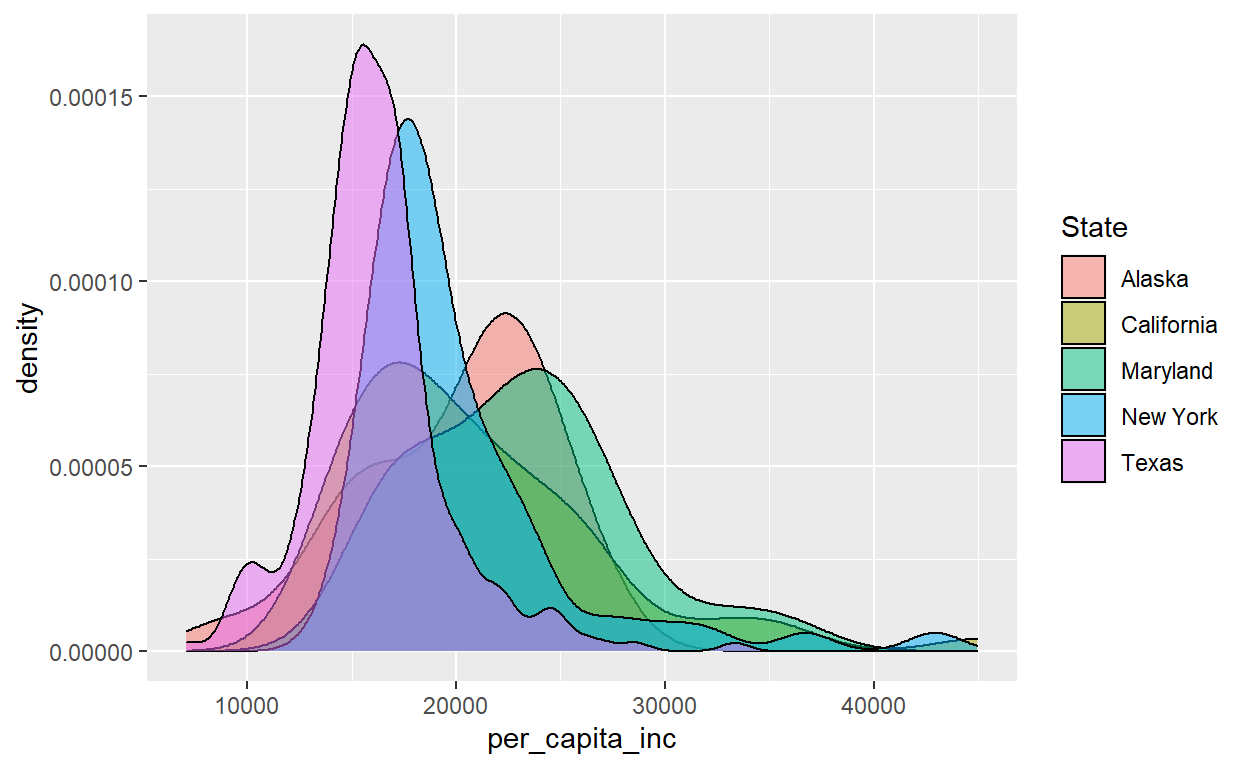 0.00015
0.00010
0.00005
0.00000
density
10000
20000
30000
40000
per_capita_inc
State
Alaska
California
Maryland
New York
Texas